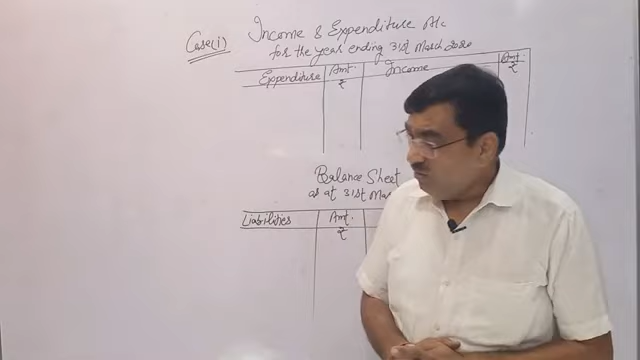 Case(i)
Income & Expenditure A/c
for the year ending 31st March 2020
Expenditure Amt. ₹ Income Amt ₹
Balance Sheet
as at 31st Mar
Liabilities Amt. ₹